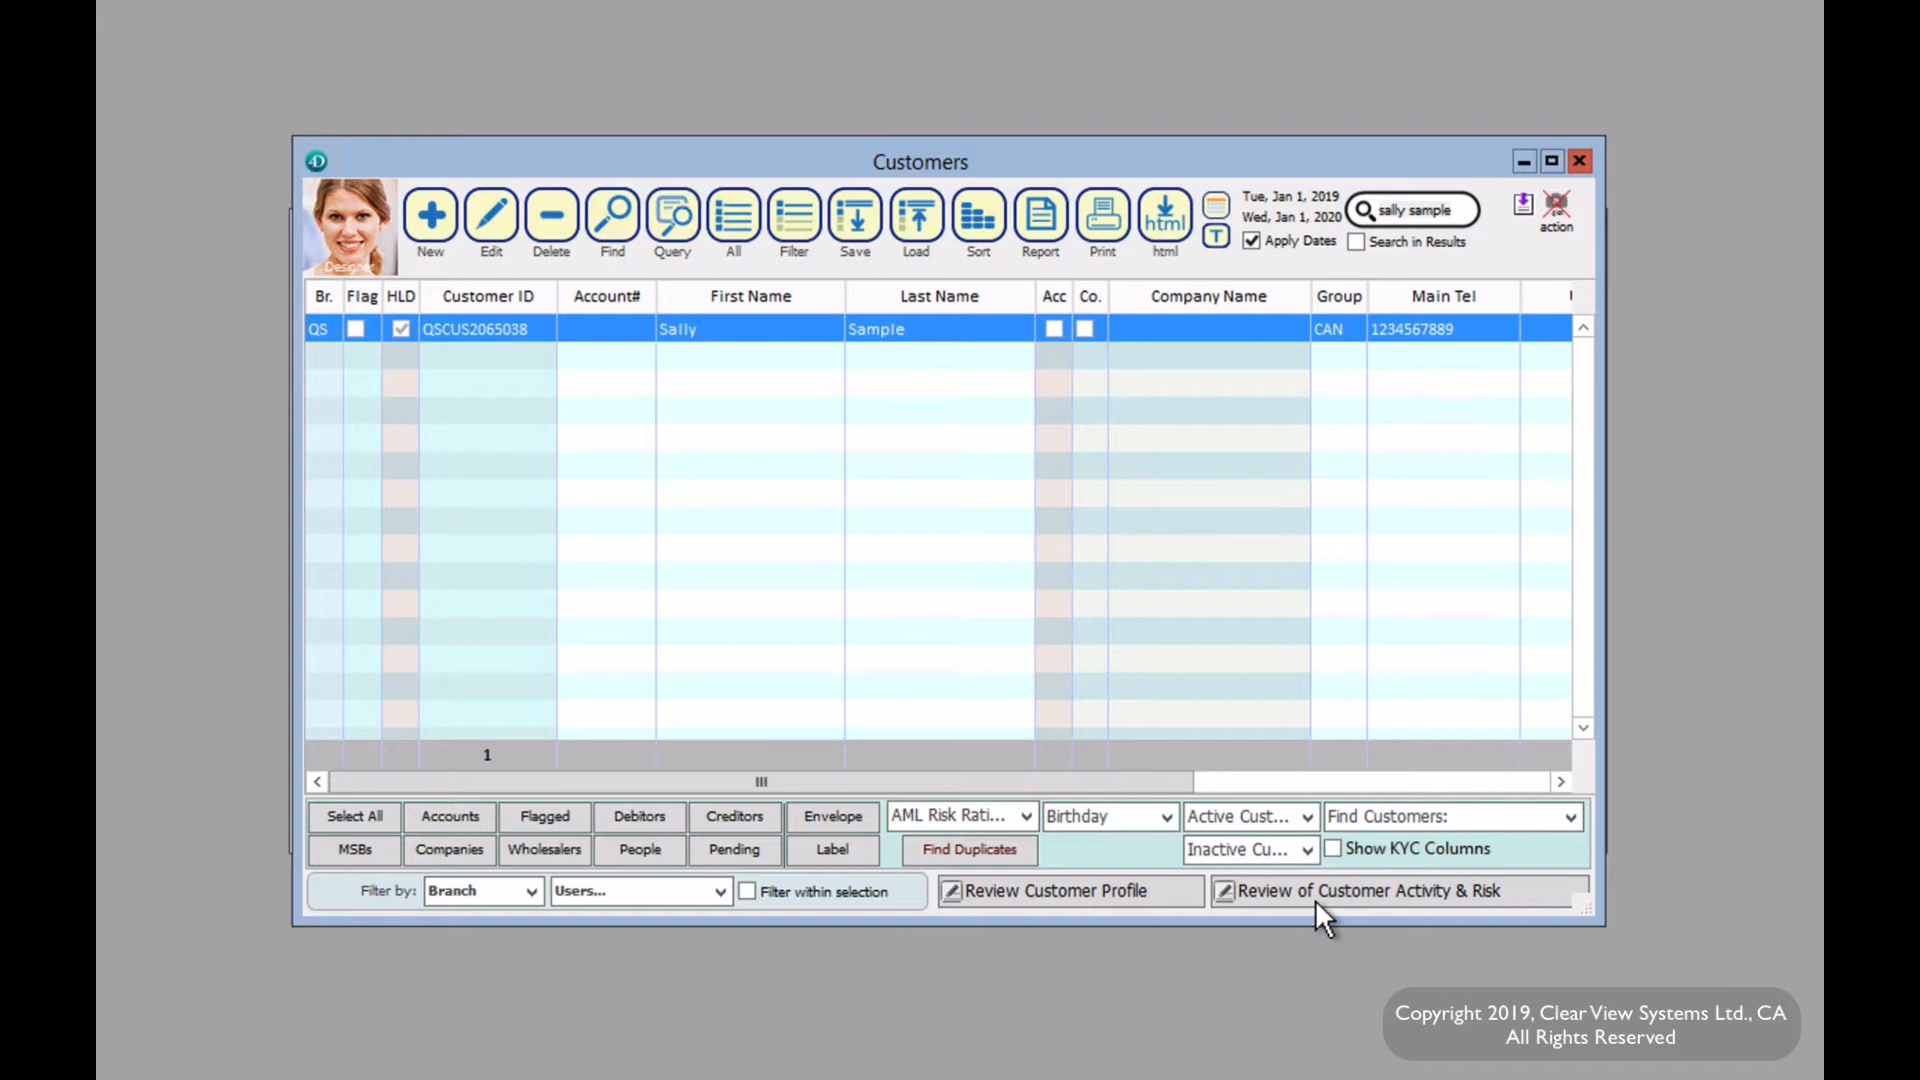 4D
Customers
Designer
New
Edit
Delete
Find
Query
All
Filter
Save
Load
Sort
Report
Print
html
html
T
Tue, Jan 1, 2019
Wed, Jan 1, 2020
Apply Dates
sally sample
Search in Results
action
Br. Flag HLD Customer ID Account# First Name Last Name Acc Co. Company Name Group Main Tel
QS QSCUS2065038 Sally Sample CAN 1234567889
1
Select All Accounts Flagged Debitors Creditors Envelope AML Risk Rati... Birthday Active Cust... Find Customers:
MSBs Companies Wholesalers People Pending Label Find Duplicates Inactive Cu... Show KYC Columns
Filter by: Branch Users... Filter within selection Review Customer Profile Review of Customer Activity & Risk
Copyright 2019, Clear View Systems Ltd., CA
All Rights Reserved